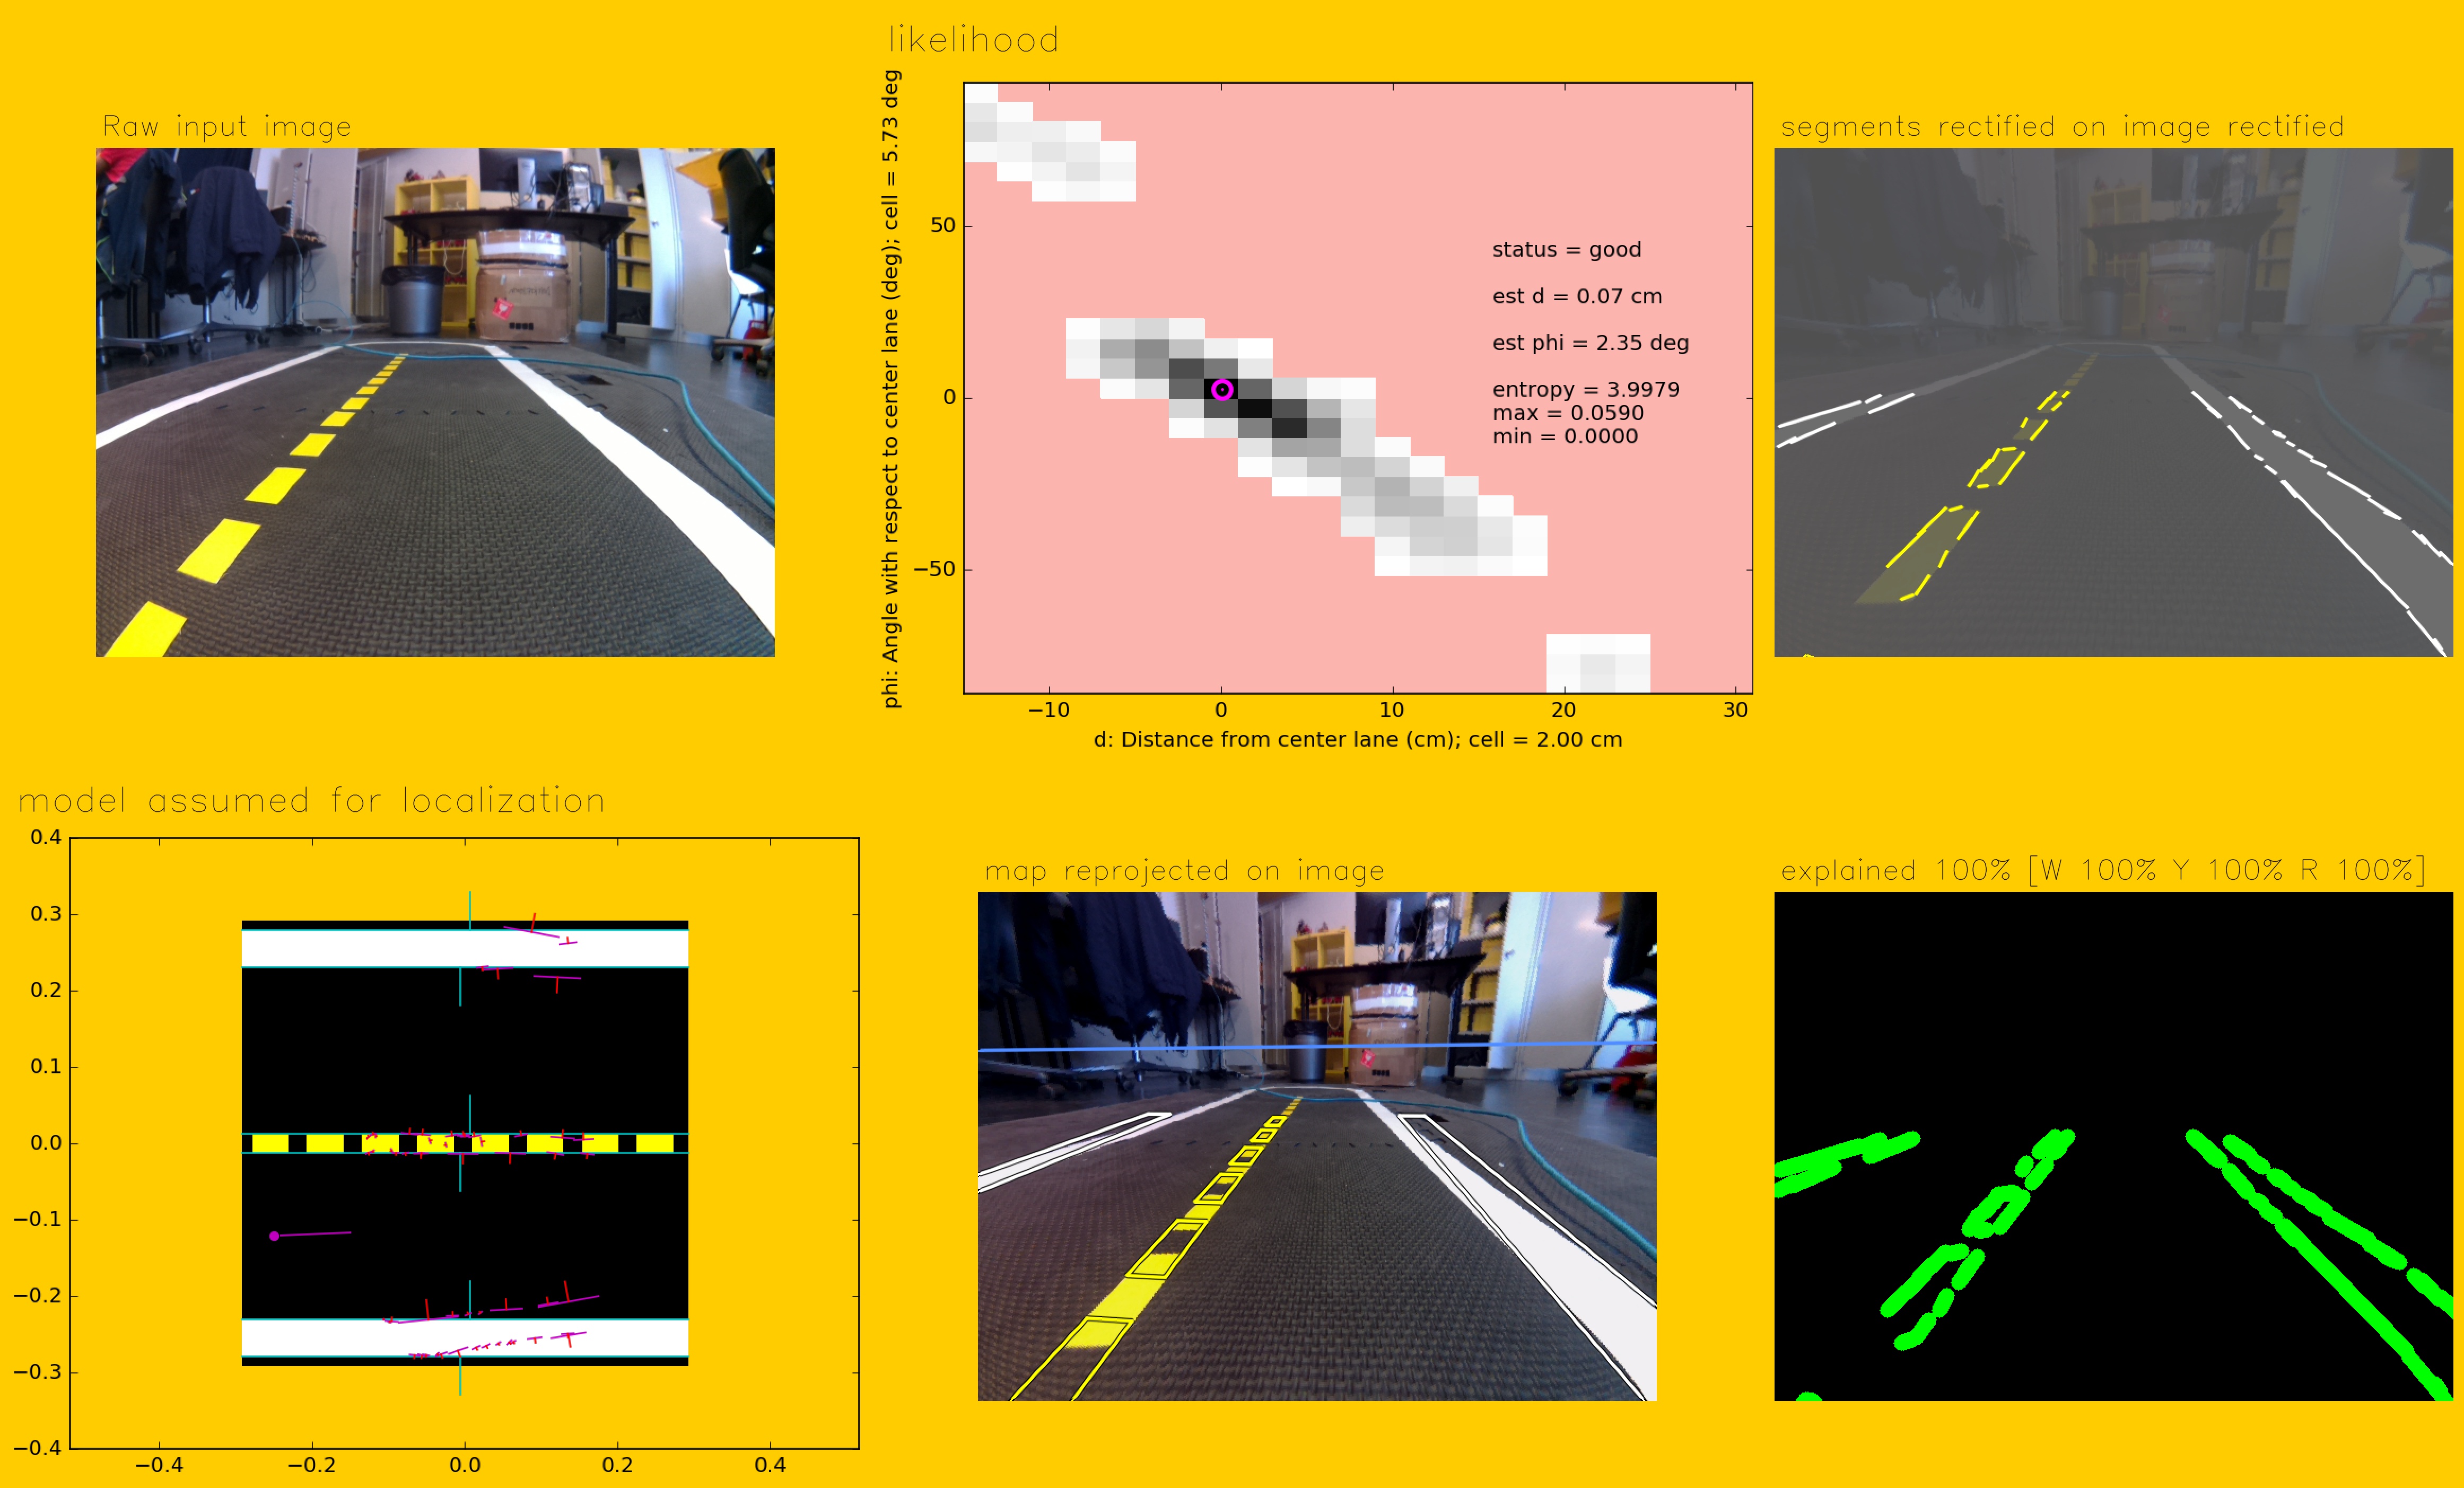 likelihood
Raw input image
segments rectified on image rectified
phi: Angle with respect to center lane (deg); cell = 5.73 deg
50
0
−50
status = good
est d = 0.07 cm
est phi = 2.35 deg
entropy = 3.9979
max = 0.0590
min = 0.0000
−10
0
10
20
30
d: Distance from center lane (cm); cell = 2.00 cm
model assumed for localization
0.4
0.3
0.2
0.1
0.0
−0.1
−0.2
−0.3
−0.4
−0.4
−0.2
0.0
0.2
0.4
map reprojected on image
explained 100% [W 100% Y 100% R 100%]